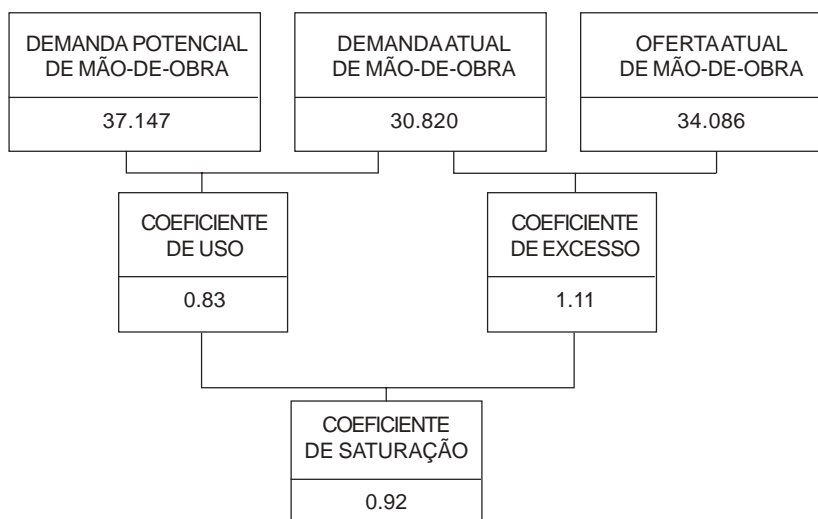 DEMANDA POTENCIAL
DE MÃO-DE-OBRA
37.147
DEMANDA ATUAL
DE MÃO-DE-OBRA
30.820
OFERTA ATUAL
DE MÃO-DE-OBRA
34.086
COEFICIENTE
DE USO
0.83
COEFICIENTE
DE EXCESSO
1.11
COEFICIENTE
DE SATURAÇÃO
0.92